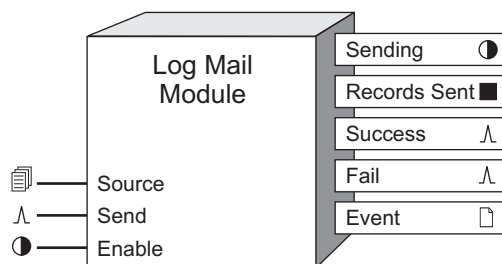 Log Mail
Module
Source
Send
Enable
Sending
Records Sent
Success
Fail
Event